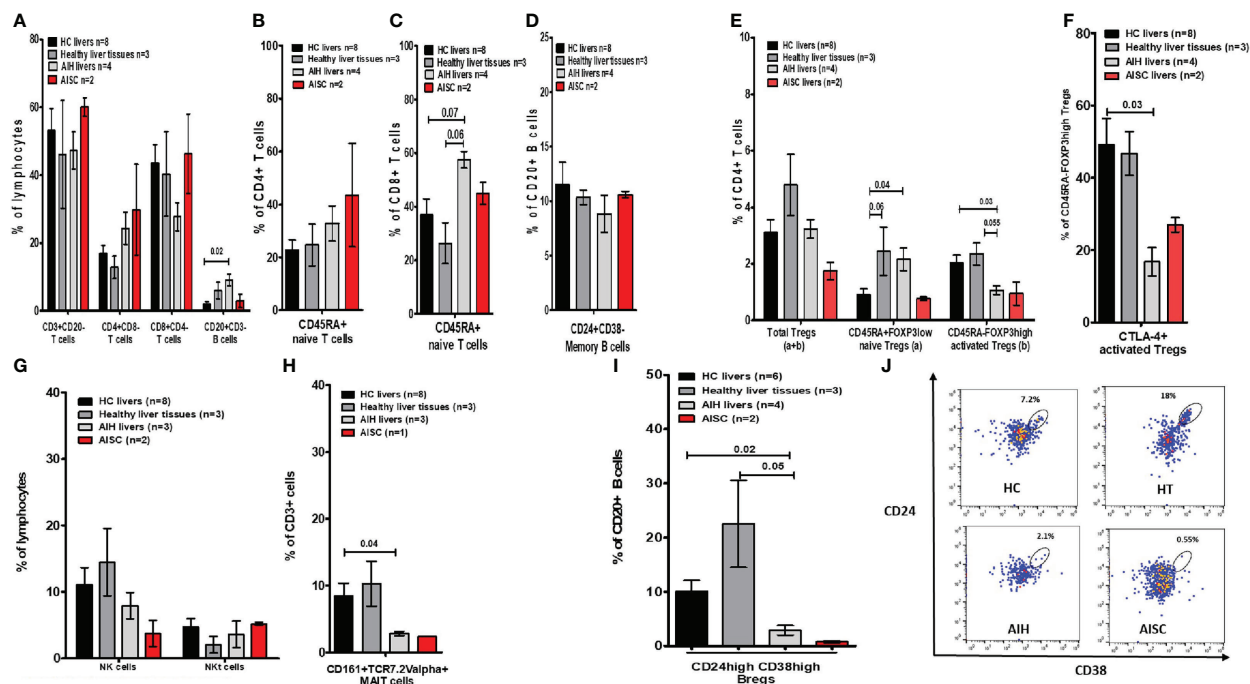 A
HC livers n=8
Healthy liver tissues n=3
AIH livers n=4
AISC n=2
% of lymphocytes
80
60
40
20
0
0.02
CD3+CD20-
T cells
CD4+CD8-
T cells
CD8+CD4-
T cells
CD20+CD3-
B cells
B
HC livers n=8
Healthy liver tissues n=3
AIH livers n=4
AISC n=2
% of CD4+ T cells
100
80
60
40
20
0
CD45RA+
naive T cells
C
HC livers n=8
Healthy liver tissues n=3
AIH livers n=4
AISC n=2
% of CD8+ T cells
100
80
60
40
20
0
0.07
0.06
CD45RA+
naive T cells
D
HC livers n=8
Healthy liver tissues n=3
AIH livers n=4
AISC n=2
% of CD20+ B cells
25
20
15
10
5
0
CD24+CD38-
Memory B cells
E
HC livers (n=8)
Healthy liver tissue (n=3)
AIH livers (n=4)
AISC livers (n=2)
% of CD4+ T cells
10
8
6
4
2
0
0.04
0.06
0.03
0.055
Total Tregs
(a+b)
CD45RA+FOXP3low
naive Tregs (a)
CD45RA-FOXP3high
activated Tregs (b)
F
HC livers (n=8)
Healthy liver tissues (n=3)
AIH livers (n=4)
AISC livers (n=2)
% of CD45RA-FOXP3high Tregs
80
60
40
20
0
0.03
CTLA-4+
activated Tregs
G
HC livers (n=8)
Healthy liver tissues (n=3)
AIH livers (n=3)
AISC (n=2)
% of lymphocytes
40
30
20
10
0
NK cells
NKt cells
H
HC livers (n=8)
Healthy liver tissues (n=3)
AIH livers (n=3)
AISC (n=1)
% of CD3+ cells
40
30
20
10
0
0.04
CD161+TCR7.2Valpha+
MAIT cells
I
HC livers (n=6)
Healthy liver tissues (n=3)
AIH livers (n=4)
AISC (n=2)
% of CD20+ Bcells
50
40
30
20
10
0
0.02
0.05
CD24high CD38high
Bregs
J
CD24
7.2%
HC
18%
HT
2.1%
AIH
0.55%
AISC
CD38